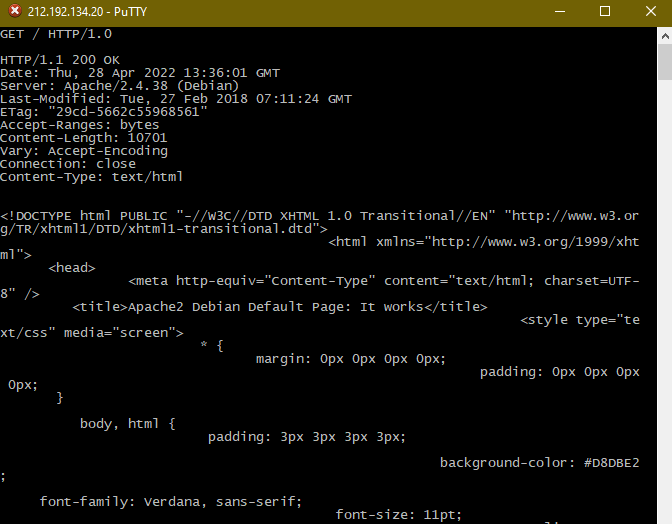 212.192.134.20 - PuTTY
GET / HTTP/1.0
HTTP/1.1 200 OK
Date: Thu, 28 Apr 2022 13:36:01 GMT
Server: Apache/2.4.38 (Debian)
Last-Modified: Tue, 27 Feb 2018 07:11:24 GMT
ETag: "29cd-5662c55968561"
Accept-Ranges: bytes
Content-Length: 10701
Vary: Accept-Encoding
Connection: close
Content-Type: text/html
<!DOCTYPE html PUBLIC "-//W3C//DTD XHTML 1.0 Transitional//EN" "http://www.w3.or
g/TR/xhtml1/DTD/xhtml1-transitional.dtd">
<html xmlns="http://www.w3.org/1999/xht
ml">
<head>
<meta http-equiv="Content-Type" content="text/html; charset=UTF-
8" />
<title>Apache2 Debian Default Page: It works</title>
<style type="te
xt/css" media="screen">
* {
margin: 0px 0px 0px 0px;
padding: 0px 0px 0px
0px;
}
body, html {
padding: 3px 3px 3px 3px;
background-color: #D8DBE2
;
font-family: Verdana, sans-serif;
font-size: 11pt;